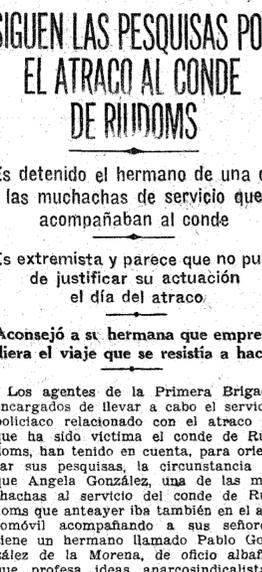 SIGUEN LAS PESQUISAS PO
EL ATRACO AL CONDE
DE RIUDOMS
Es detenido el hermano de una
las muchachas de servicio que
acompañaban al conde
Es extremista y parece que no pu
de justificar su actuación
el día del atraco
Aconsejó a su hermana que empre
diera el viaje que se resistia a hac
Los agentes de la Primera Briga
encargados de llevar a cabo el servic
policiaco relacionado con el atraco
que ha sido víctima el conde de Ru
doms, han tenido en cuenta, para orie
tar sus pesquisas, la circunstancia
que Angela González, una de las m
chachas al servicio del conde de Ru
doms que anteayer iba también en el a
tomóvil acompañando a sus señore
tiene un hermano llamado Pablo Go
zález de la Morena, de oficio albañ
que profesa ideas anarcosindicalista